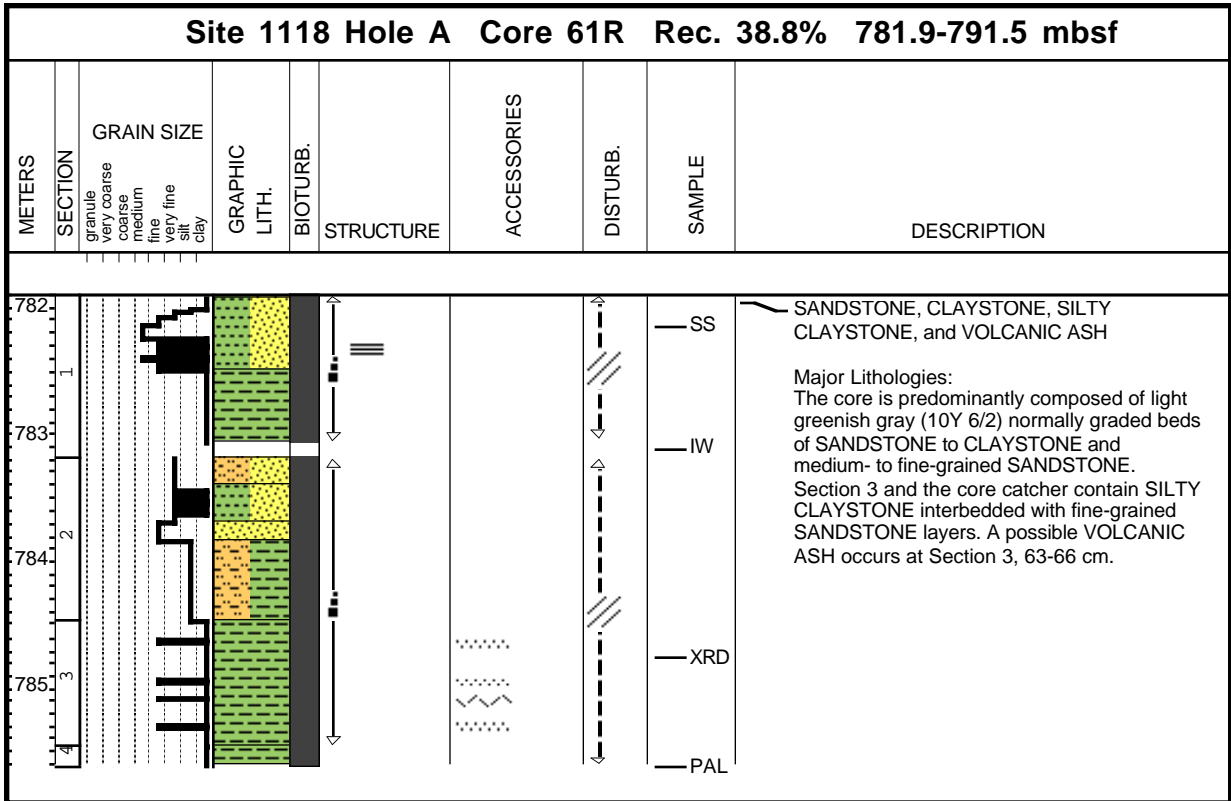 Site 1118 Hole A Core 61R Rec. 38.8% 781.9-791.5 mbsf
METERS
SECTION
GRAIN SIZE
granule
very coarse
coarse
medium
fine
very fine
silt
clay
GRAPHIC
LITH.
BIOTURB.
STRUCTURE
ACCESSORIES
DISTURB.
SAMPLE
DESCRIPTION
782
783
784
785
1
2
3
4
SS
IW
XRD
PAL
SANDSTONE, CLAYSTONE, SILTY
CLAYSTONE, and VOLCANIC ASH
Major Lithologies:
The core is predominantly composed of light
greenish gray (10Y 6/2) normally graded beds
of SANDSTONE to CLAYSTONE and
medium- to fine-grained SANDSTONE.
Section 3 and the core catcher contain SILTY
CLAYSTONE interbedded with fine-grained
SANDSTONE layers. A possible VOLCANIC
ASH occurs at Section 3, 63-66 cm.